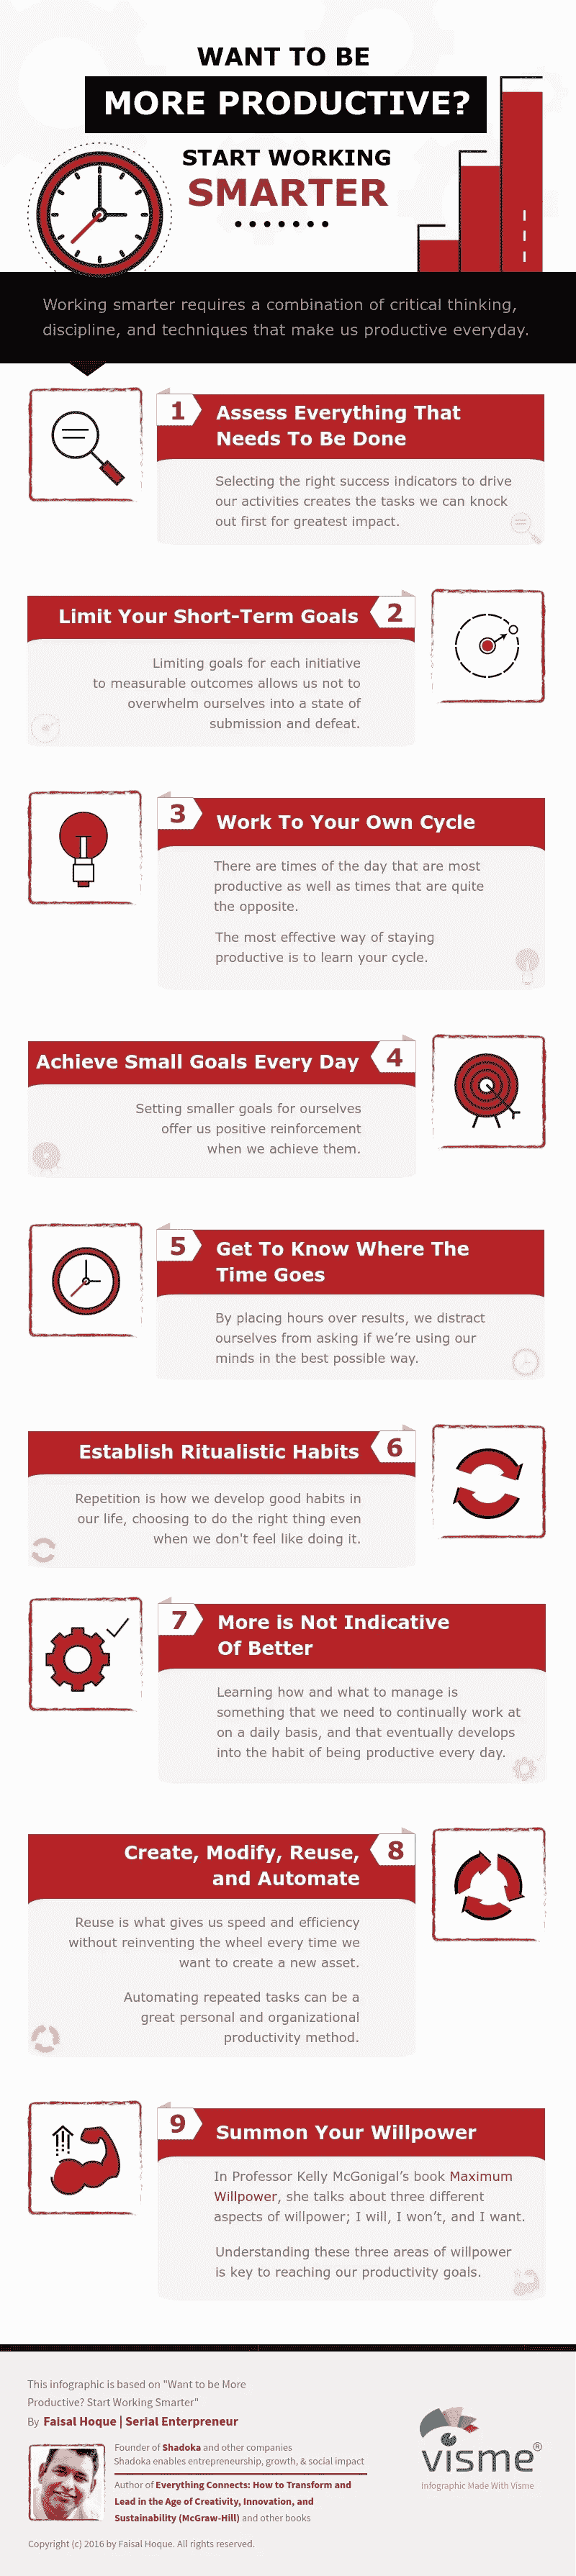 WANT TO BE
MORE PRODUCTIVE?
START WORKING
SMARTER
Working smarter requires a combination of critical thinking,
discipline, and techniques that make us productive everyday.
1
Assess Everything That
Needs To Be Done
Selecting the right success indicators to drive
our activities creates the tasks we can knock
out first for greatest impact.
Limit Your Short-Term Goals
2
Limiting goals for each initiative
to measurable outcomes allows us not to
overwhelm ourselves into a state of
submission and defeat.
3
Work To Your Own Cycle
There are times of the day that are most
productive as well as times that are quite
the opposite.
The most effective way of staying
productive is to learn your cycle.
Achieve Small Goals Every Day
4
Setting smaller goals for ourselves
offer us positive reinforcement
when we achieve them.
5
Get To Know Where The
Time Goes
By placing hours over results, we distract
ourselves from asking if we're using our
minds in the best possible way.
Establish Ritualistic Habits
6
Repetition is how we develop good habits in
our life, choosing to do the right thing even
when we don't feel like doing it.
7
More is Not Indicative
Of Better
Learning how and what to manage is
something that we need to continually work at
on a daily basis, and that eventually develops
into the habit of being productive every day.
Create, Modify, Reuse,
and Automate
8
Reuse is what gives us speed and efficiency
without reinventing the wheel every time we
want to create a new asset.
Automating repeated tasks can be a
great personal and organizational
productivity method.
9
Summon Your Willpower
In Professor Kelly McGonigal's book Maximum
Willpower, she talks about three different
aspects of willpower; I will, I won't, and I want.
Understanding these three areas of willpower
is key to reaching our productivity goals.
This infographic is based on "Want to be More
Productive? Start Working Smarter"
By Faisal Hoque | Serial Enterpreneur
Founder of Shadoka and other companies
Shadoka enables entrepreneurship, growth, & social impact
Author of Everything Connects: How to Transform and
Lead in the Age of Creativity, Innovation, and
Sustainability (McGraw-Hill) and other books
Copyright (c) 2016 by Faisal Hoque. All rights reserved.
visme®
Infographic Made With Visme